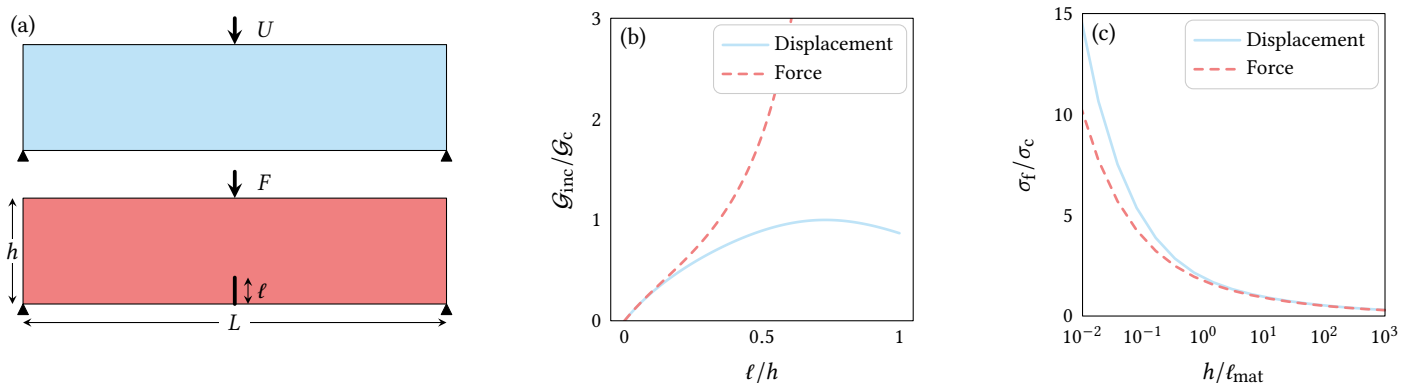 (a)
U
F
h
ℓ
L
(b)
Displacement
Force
3
2
1
0
𝒢inc/𝒢c
0
0.5
1
ℓ/h
(c)
Displacement
Force
15
10
5
0
σf/σc
10⁻² 10⁻¹ 10⁰ 10¹ 10² 10³
h/ℓmat